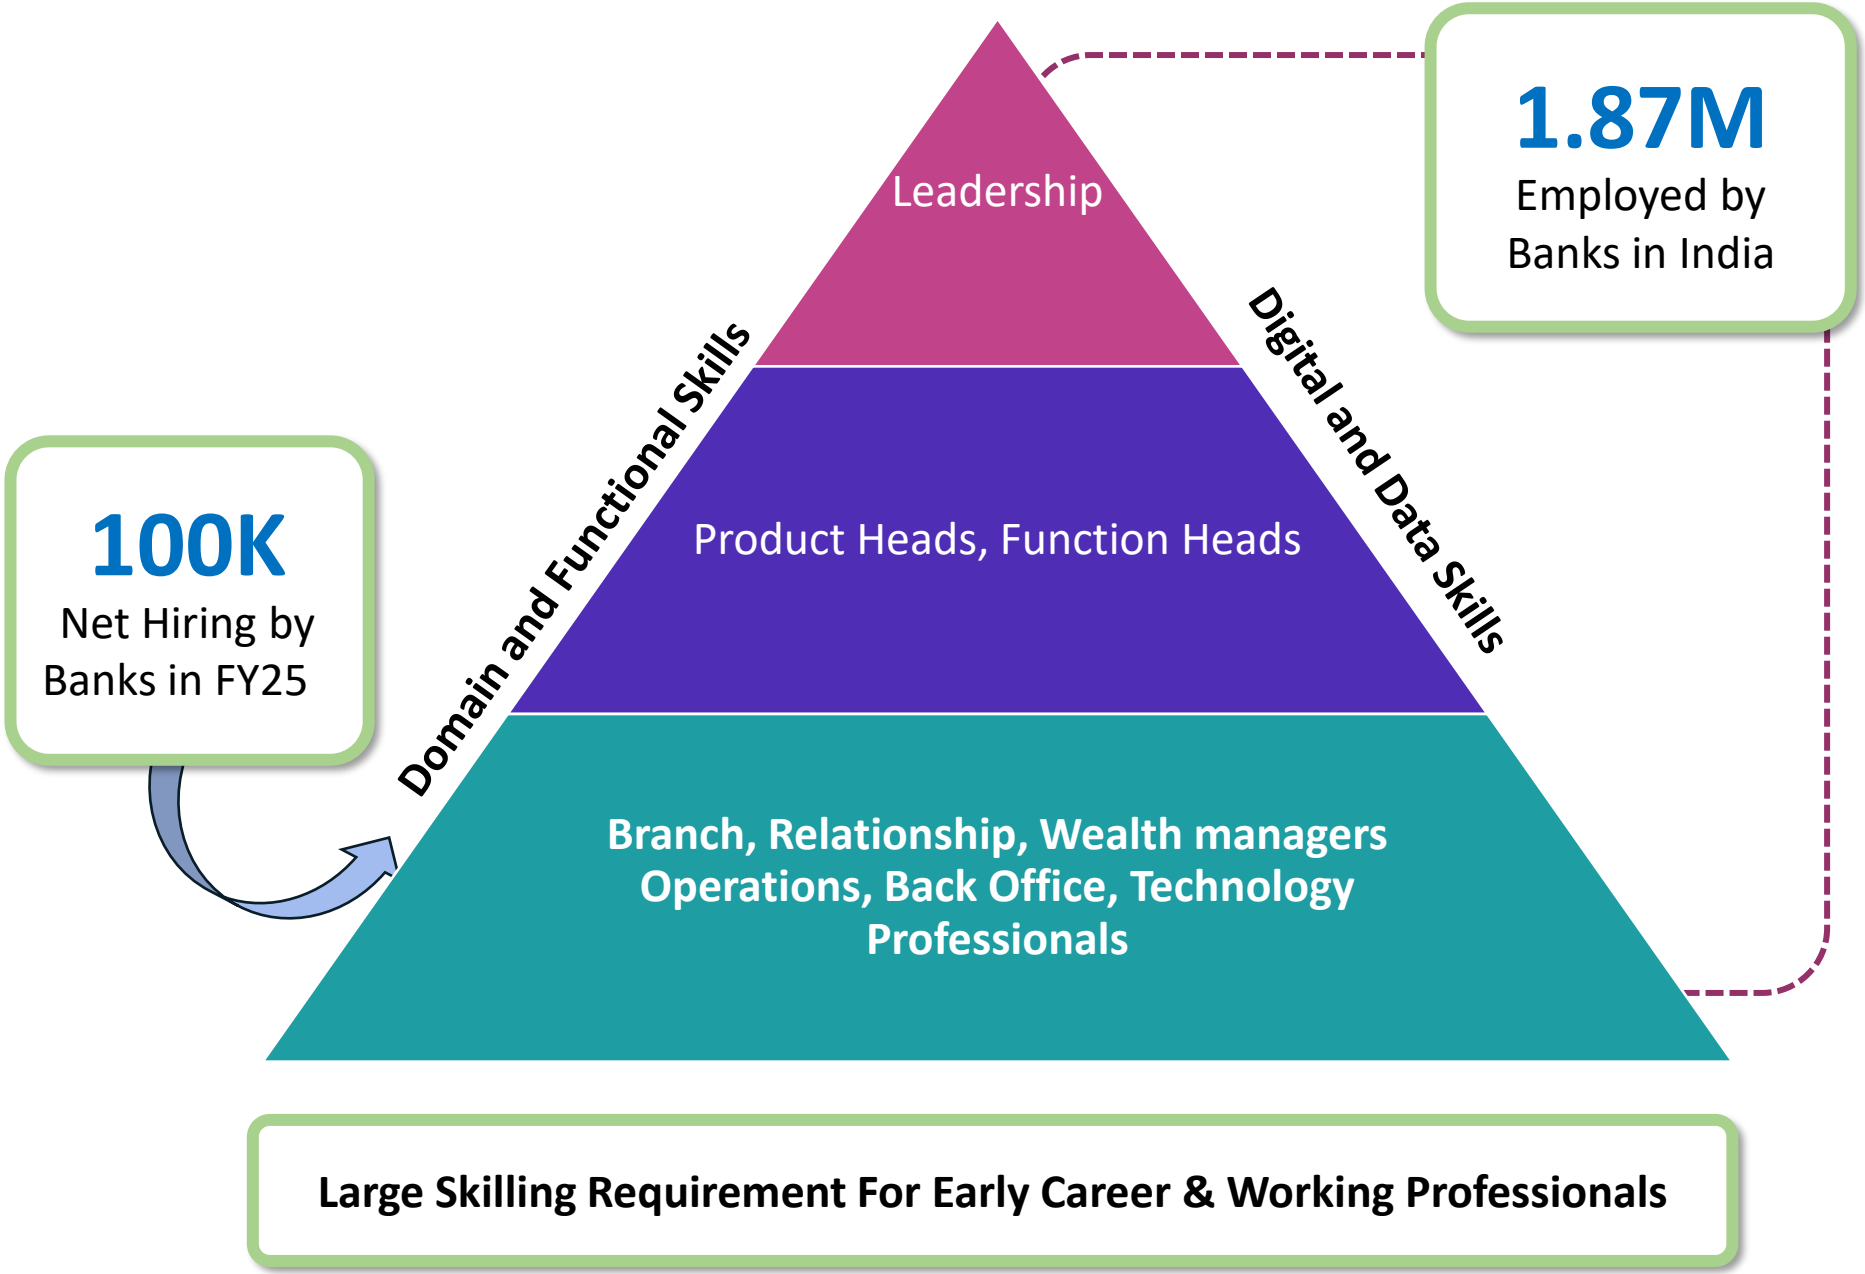 1.87M
Employed by
Banks in India
Leadership
Domain and Functional Skills
Digital and Data Skills
100K
Net Hiring by
Banks in FY25
Product Heads, Function Heads
Branch, Relationship, Wealth managers
Operations, Back Office, Technology
Professionals
Large Skilling Requirement For Early Career & Working Professionals